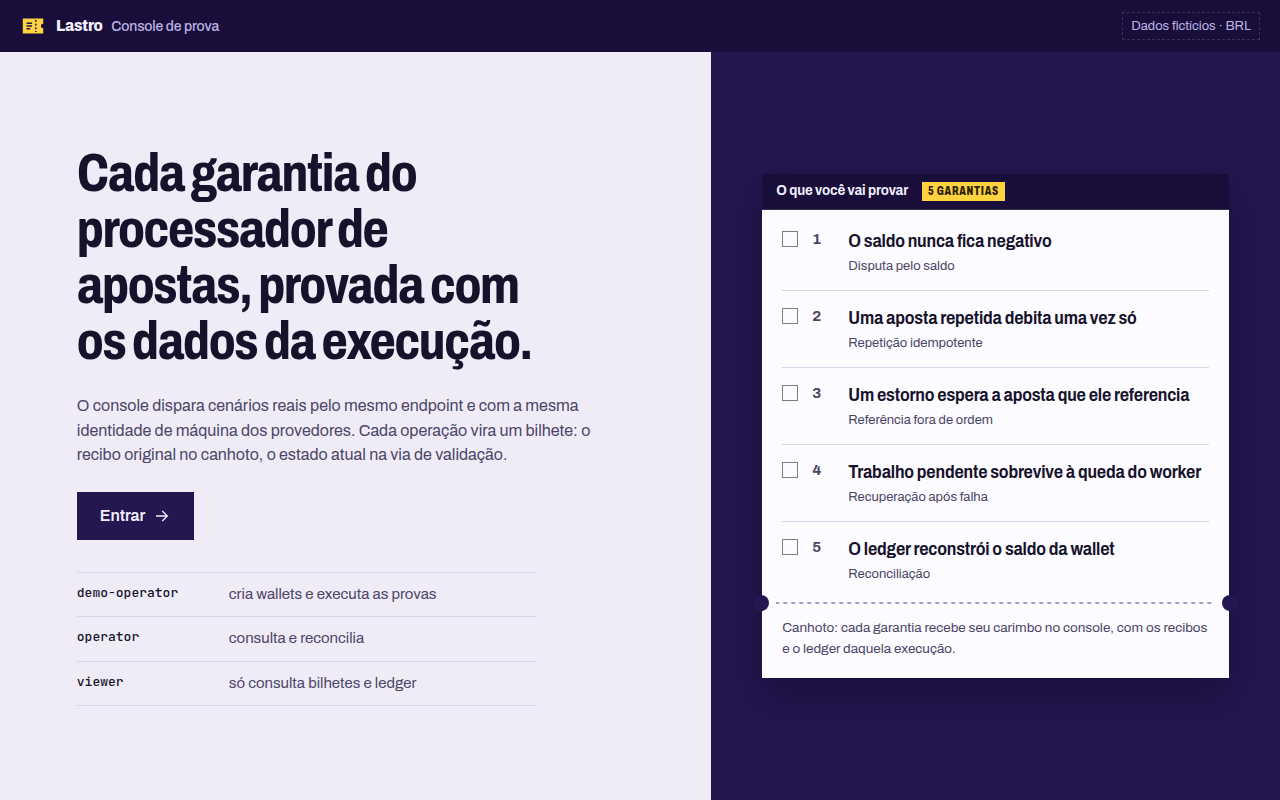 Lastro Console de prova
Dados fictícios · BRL
Cada garantia do
processador de
apostas, provada com
os dados da execução.
O console dispara cenários reais pelo mesmo endpoint e com a mesma
identidade de máquina dos provedores. Cada operação vira um bilhete: o
recibo original no canhoto, o estado atual na via de validação.
Entrar →
demo-operator cria wallets e executa as provas
operator consulta e reconcilia
viewer só consulta bilhetes e ledger
O que você vai provar 5 GARANTIAS
1 O saldo nunca fica negativo
Disputa pelo saldo
2 Uma aposta repetida debita uma vez só
Repetição idempotente
3 Um estorno espera a aposta que ele referencia
Referência fora de ordem
4 Trabalho pendente sobrevive à queda do worker
Recuperação após falha
5 O ledger reconstrói o saldo da wallet
Reconciliação
Canhoto: cada garantia recebe seu carimbo no console, com os recibos
e o ledger daquela execução.